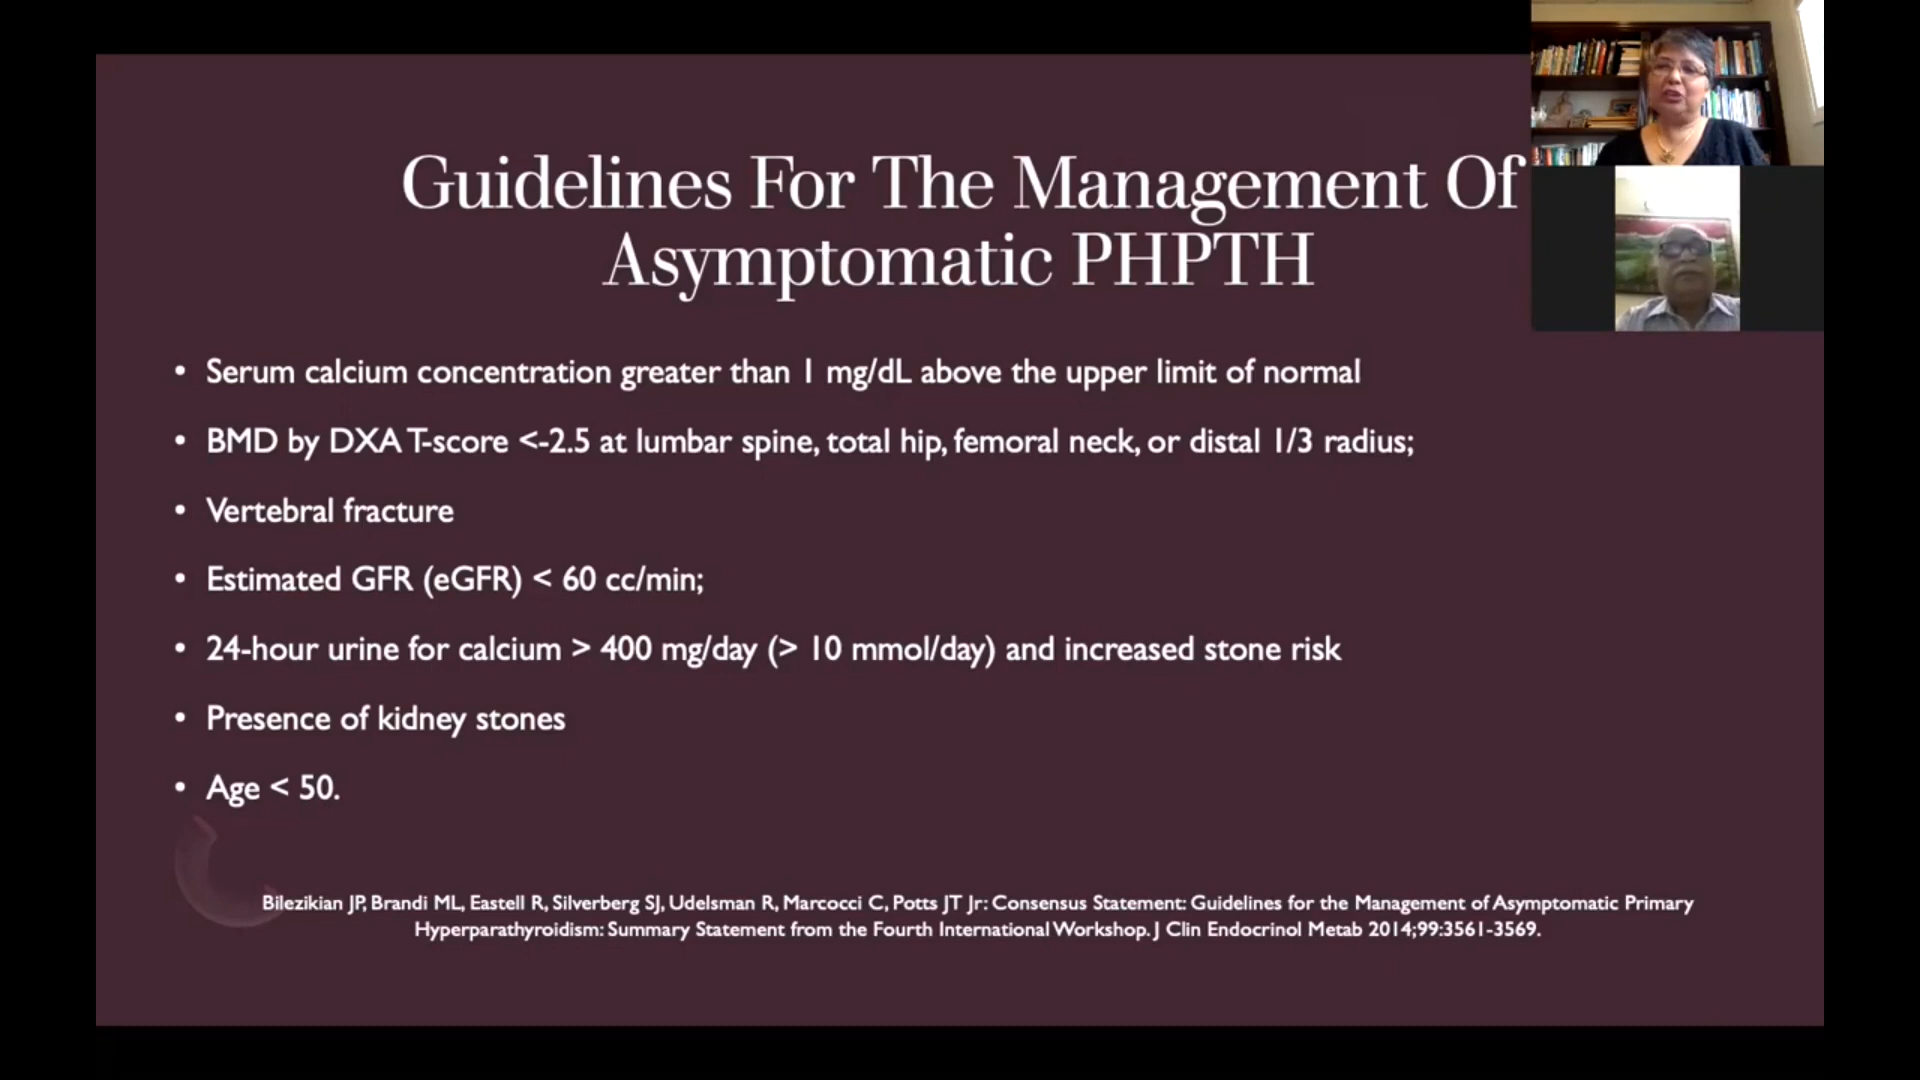 Guidelines For The Management Of
Asymptomatic PHPTH
• Serum calcium concentration greater than 1 mg/dL above the upper limit of normal
• BMD by DXA T-score <-2.5 at lumbar spine, total hip, femoral neck, or distal 1/3 radius;
• Vertebral fracture
• Estimated GFR (eGFR) < 60 cc/min;
• 24-hour urine for calcium > 400 mg/day (> 10 mmol/day) and increased stone risk
• Presence of kidney stones
• Age < 50.
Bilezikian JP, Brandi ML, Eastell R, Silverberg SJ, Udelsman R, Marcocci C, Potts JT Jr: Consensus Statement: Guidelines for the Management of Asymptomatic Primary
Hyperparathyroidism: Summary Statement from the Fourth International Workshop. J Clin Endocrinol Metab 2014;99:3561-3569.